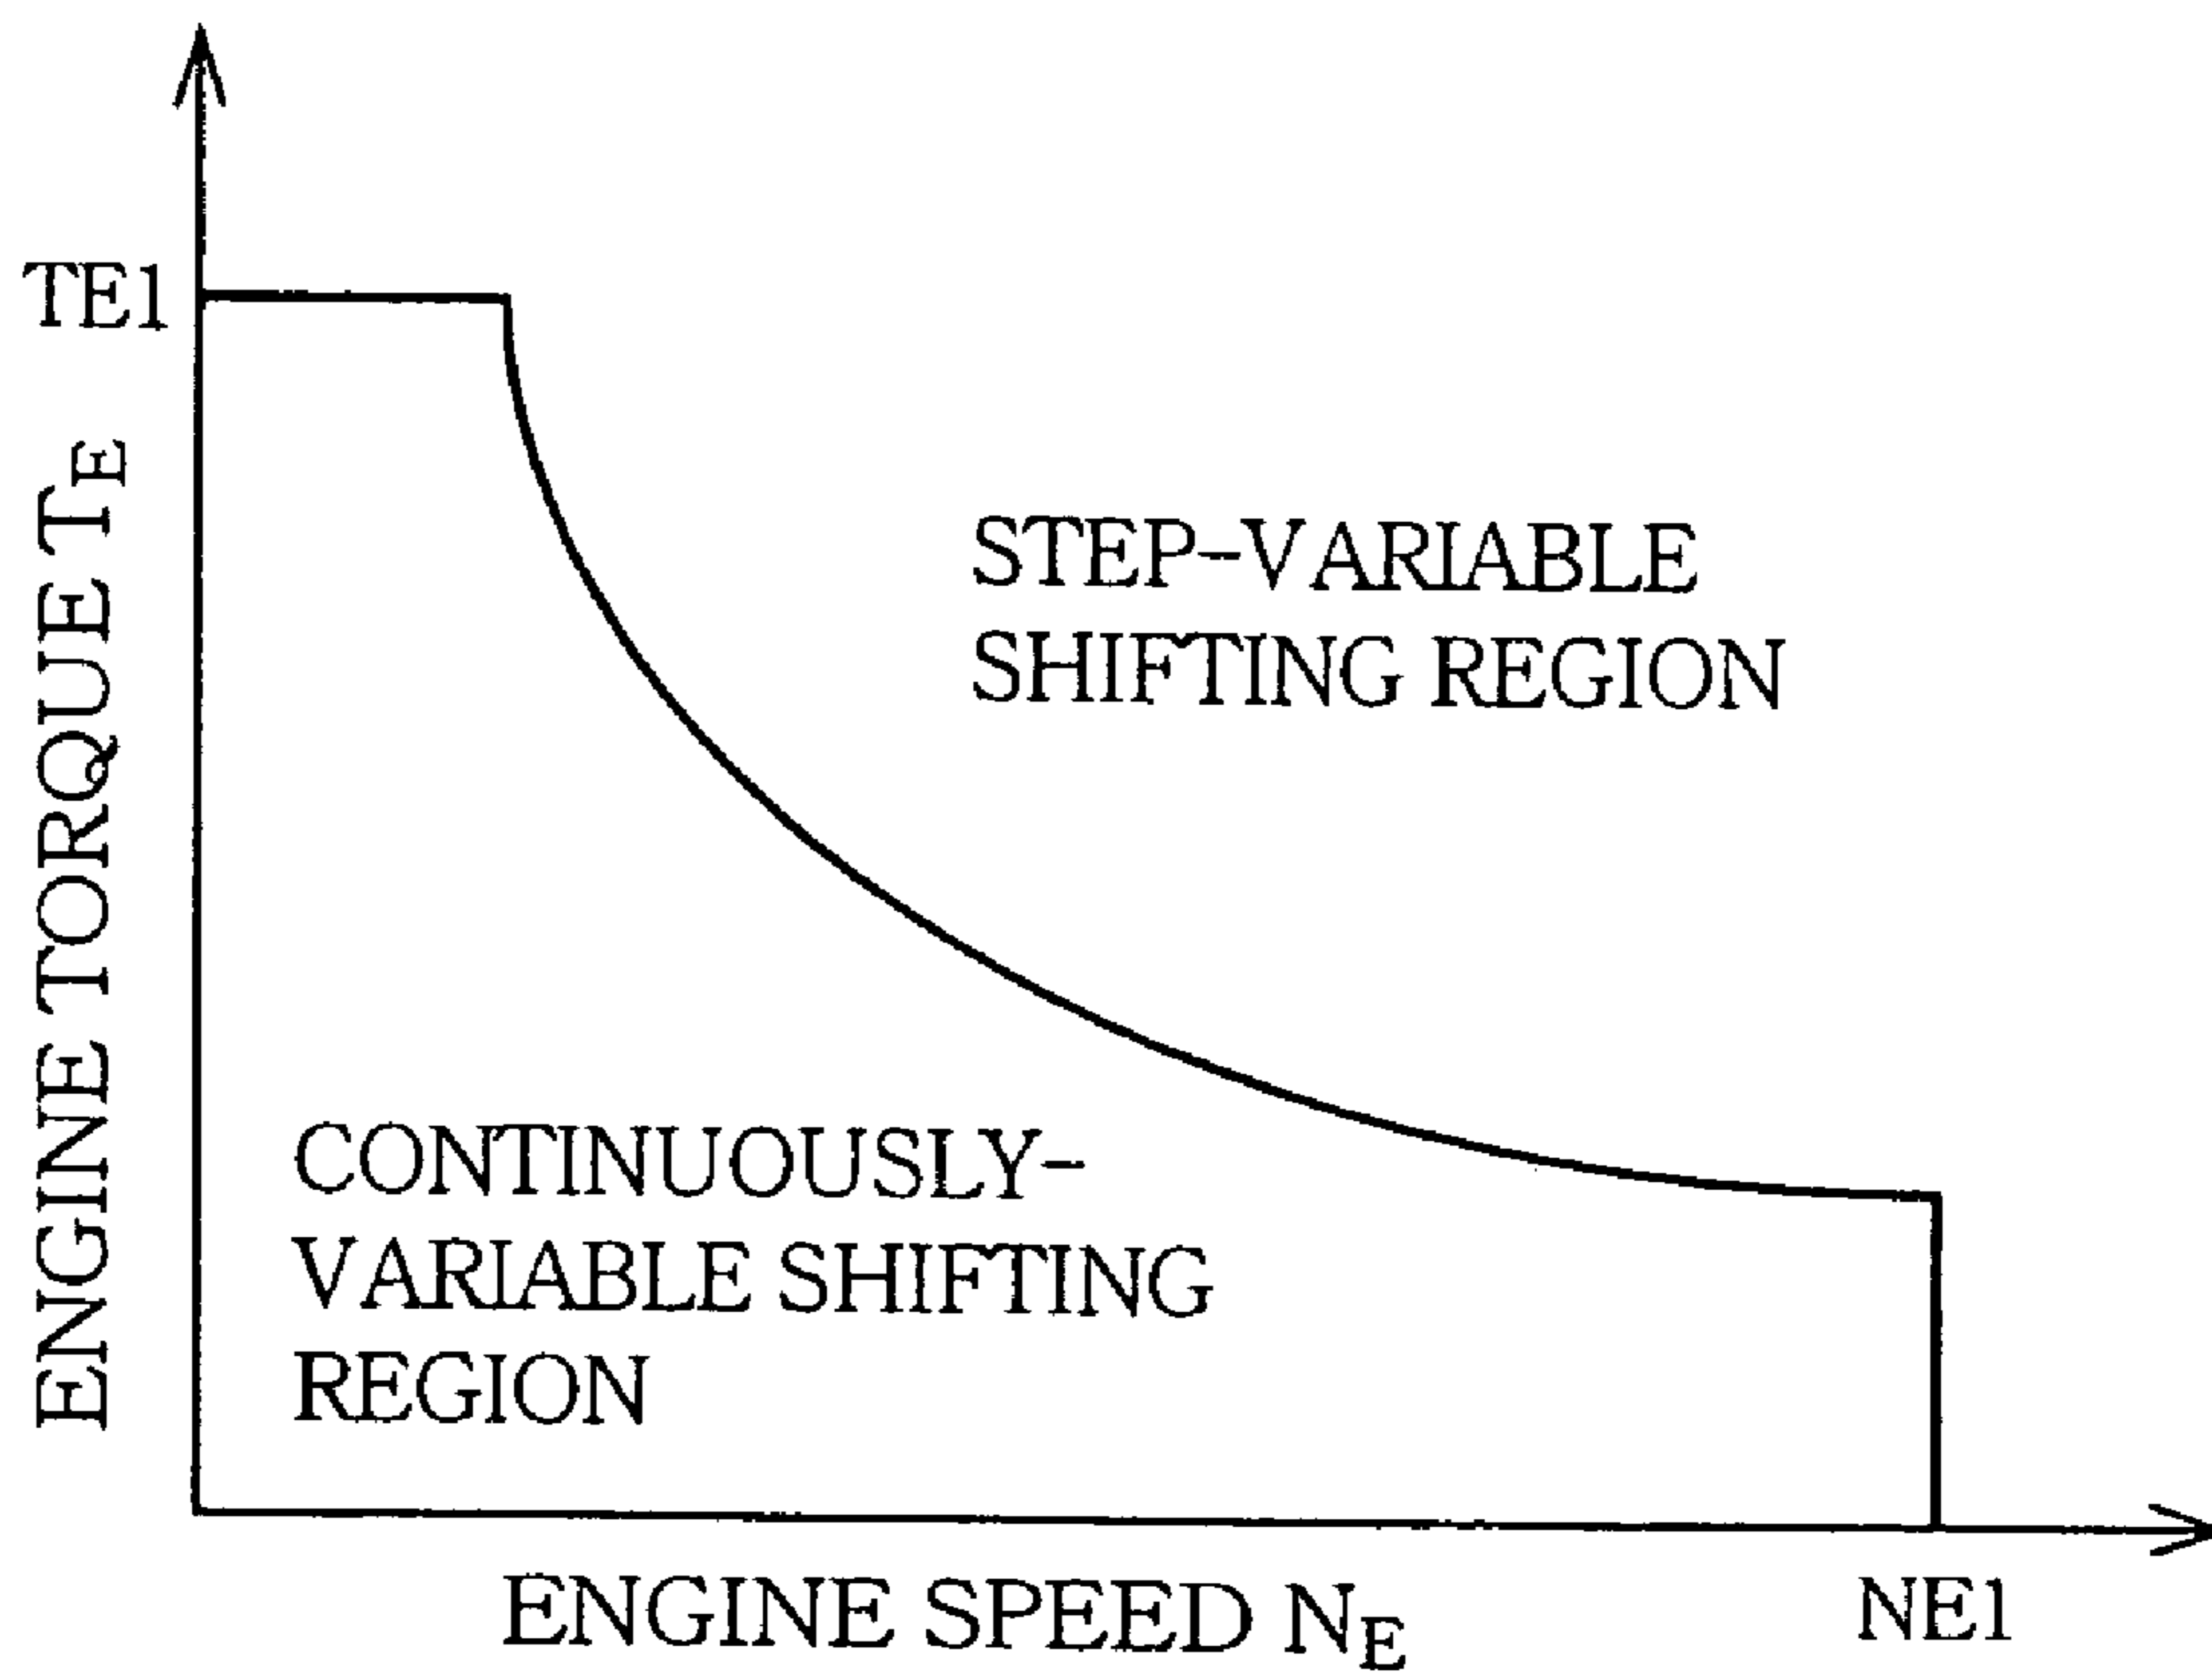 TE1
ENGINE TORQUE TE
STEP-VARIABLE
SHIFTING REGION
CONTINUOUSLY-
VARIABLE SHIFTING
REGION
ENGINE SPEED NE
NE1